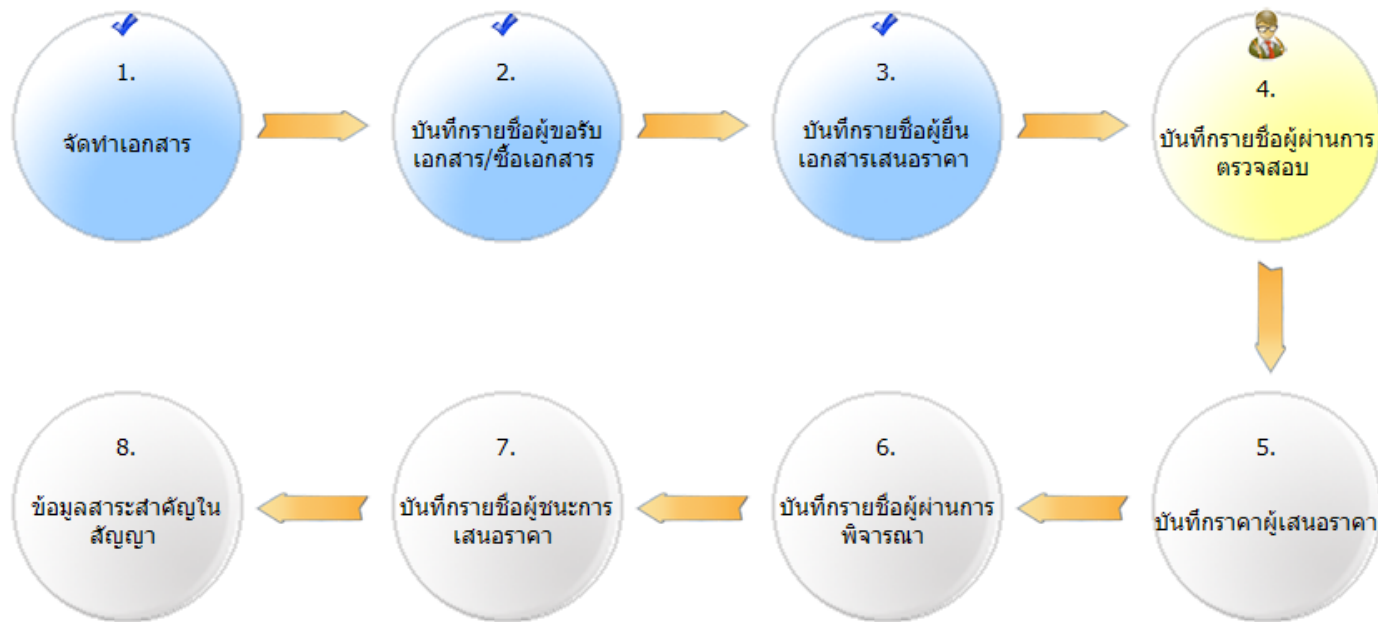 1.
จัดทำเอกสาร
2.
บันทึกรายชื่อผู้ขอรับ
เอกสาร/ซื้อเอกสาร
3.
บันทึกรายชื่อผู้ยื่น
เอกสารเสนอราคา
4.
บันทึกรายชื่อผู้ผ่านการ
ตรวจสอบ
5.
บันทึกราคาผู้เสนอราคา
6.
บันทึกรายชื่อผู้ผ่านการ
พิจารณา
7.
บันทึกรายชื่อผู้ชนะการ
เสนอราคา
8.
ข้อมูลสาระสำคัญใน
สัญญา